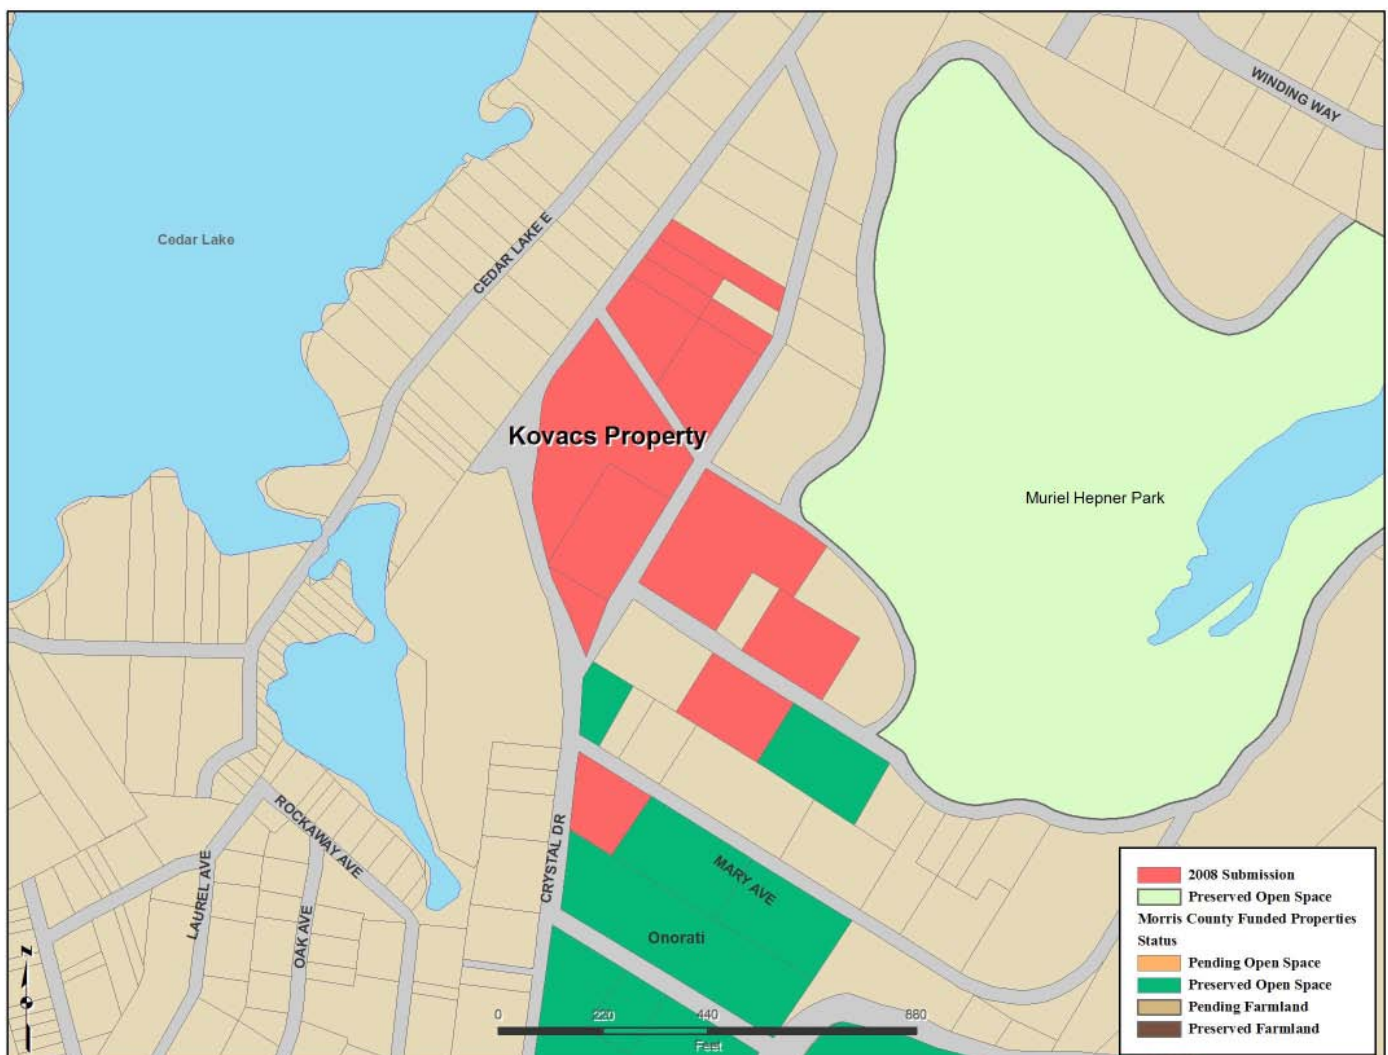 WINDING WAY
Cedar Lake
CEDAR LAKE E
Kovacs Property
Muriel Hepner Park
ROCKAWAY AVE
CRYSTAL DR
MARY AVE
LAUREL AVE
OAK AVE
Onorati
2008 Submission
Preserved Open Space
Morris County Funded Properties
Status
Pending Open Space
Preserved Open Space
Pending Farmland
Preserved Farmland
N
0 220 440 880
Feet